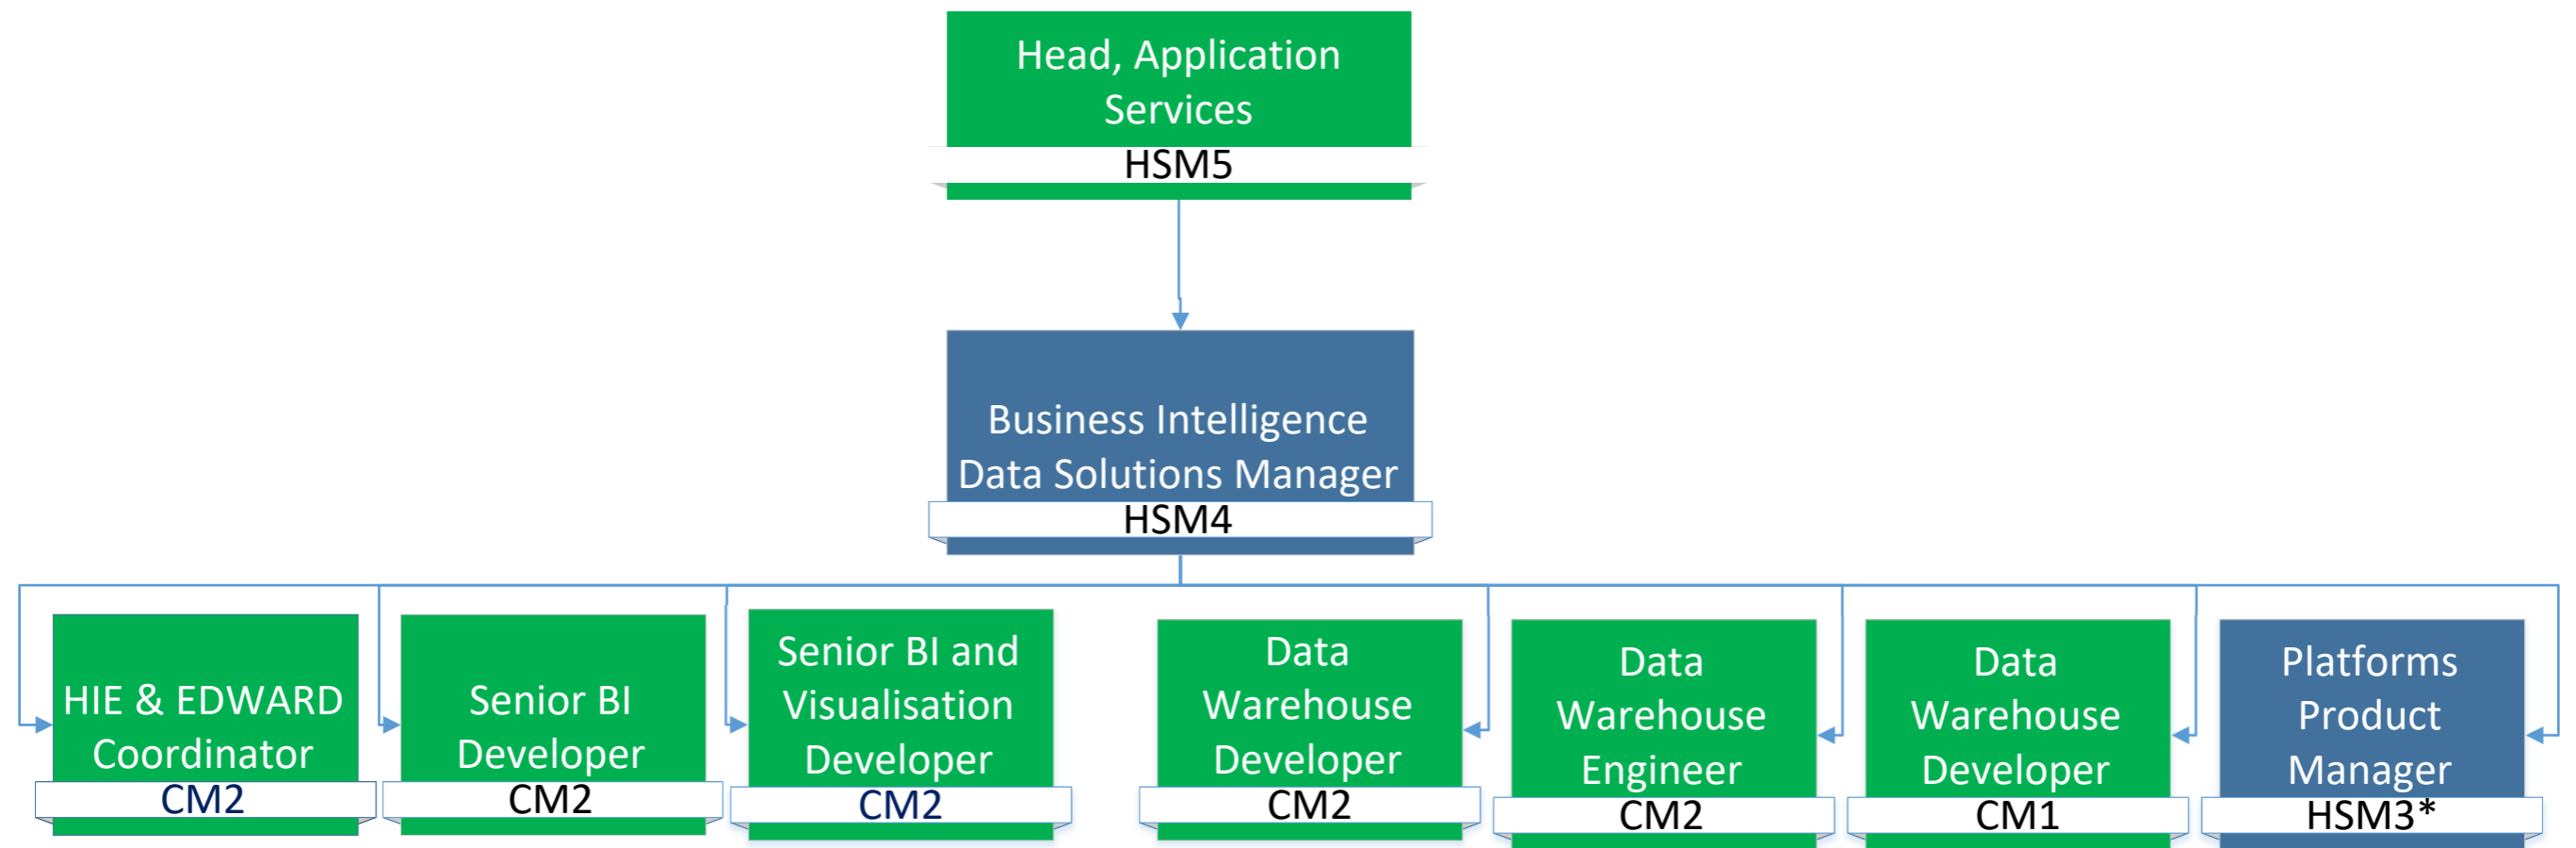 Head, Application
Services
HSM5
Business Intelligence
Data Solutions Manager
HSM4
HIE & EDWARD
Coordinator
CM2
Senior BI
Developer
CM2
Senior BI and
Visualisation
Developer
CM2
Data
Warehouse
Developer
CM2
Data
Warehouse
Engineer
CM2
Data
Warehouse
Developer
CM1
Platforms
Product
Manager
HSM3*